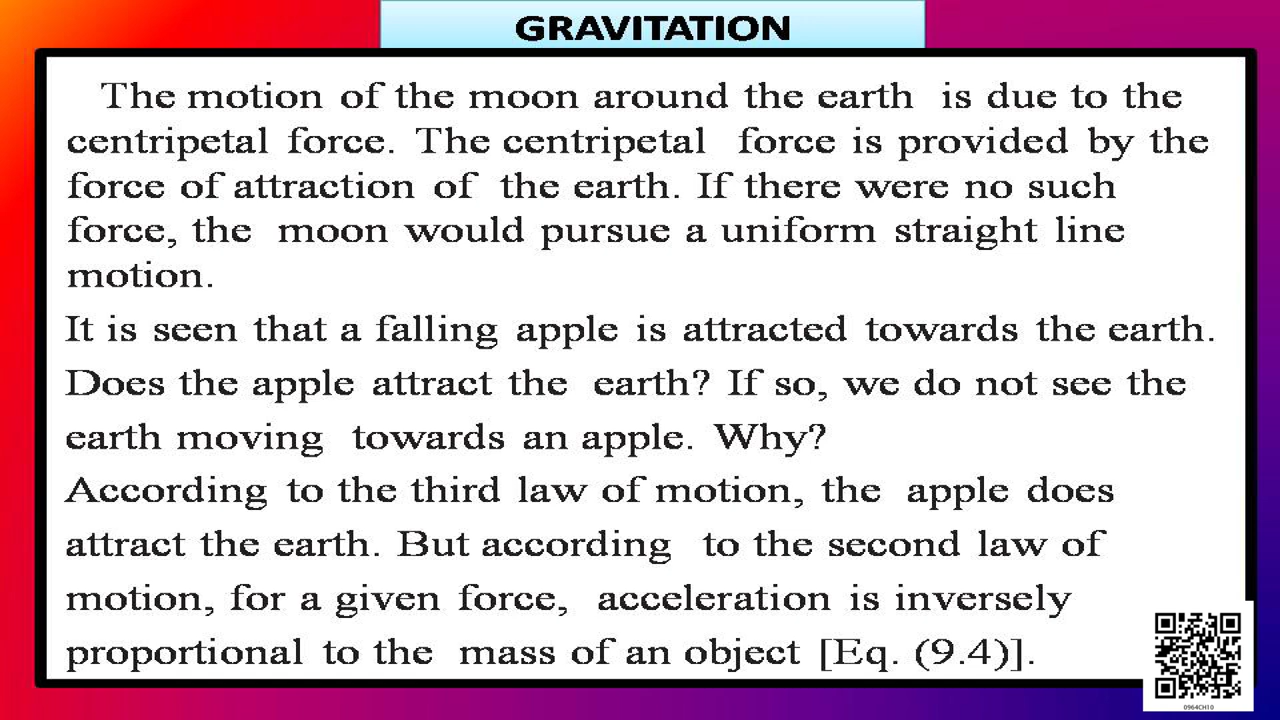 GRAVITATION
The motion of the moon around the earth is due to the
centripetal force. The centripetal force is provided by the
force of attraction of the earth. If there were no such
force, the moon would pursue a uniform straight line
motion.
It is seen that a falling apple is attracted towards the earth.
Does the apple attract the earth? If so, we do not see the
earth moving towards an apple. Why?
According to the third law of motion, the apple does
attract the earth. But according to the second law of
motion, for a given force, acceleration is inversely
proportional to the mass of an object [Eq. (9.4)].
0964CH10